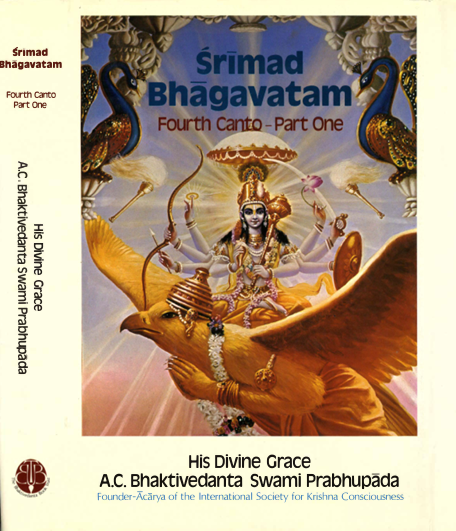 Śrīmad
Bhāgavatam
Fourth Canto
Part One
His Divine Grace
A.C. Bhaktivedanta Swami Prabhupāda
Śrīmad
Bhāgavatam
Fourth Canto – Part One
His Divine Grace
A.C. Bhaktivedanta Swami Prabhupāda
Founder-Ācārya of the International Society for Krishna Consciousness